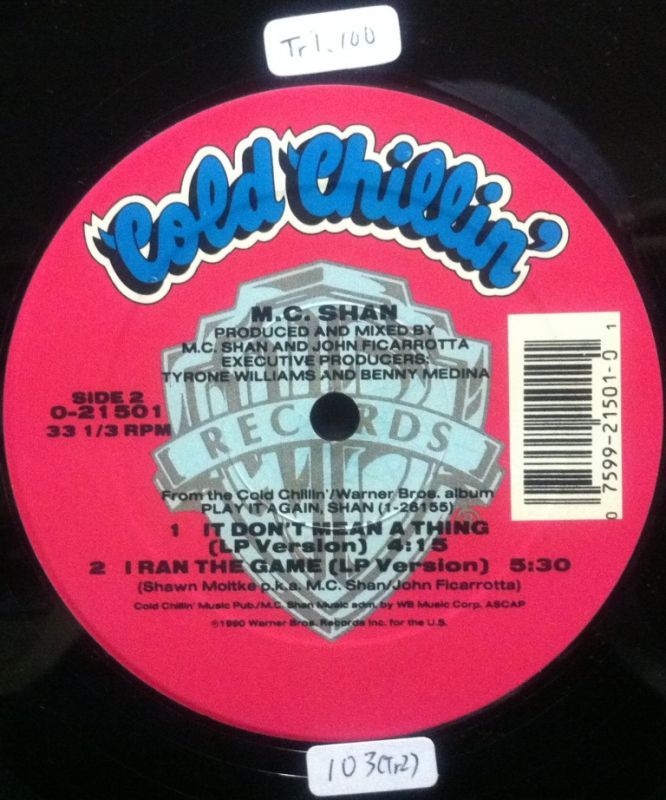 Tr1.100
Cold Chillin'
M.C. SHAN
PRODUCED AND MIXED BY
M.C. SHAN AND JOHN FICARROTTA
EXECUTIVE PRODUCERS:
TYRONE WILLIAMS AND BENNY MEDINA
SIDE 2
0-21501
33 1/3 RPM
RECORDS
0 7599-21501-0 1
From the Cold Chillin'/Warner Bros. album
PLAY IT AGAIN, SHAN (1-26155)
1 IT DON'T MEAN A THING
(LP Version) 4:15
2 I RAN THE GAME (LP Version) 5:30
(Shawn Moltke p.k.a. M.C. Shan/John Ficarrotta)
Cold Chillin' Music Pub./M.C. Shan Music adm. by WB Music Corp. ASCAP
℗1990 Warner Bros. Records Inc. for the U.S.
®
103(Tr2)